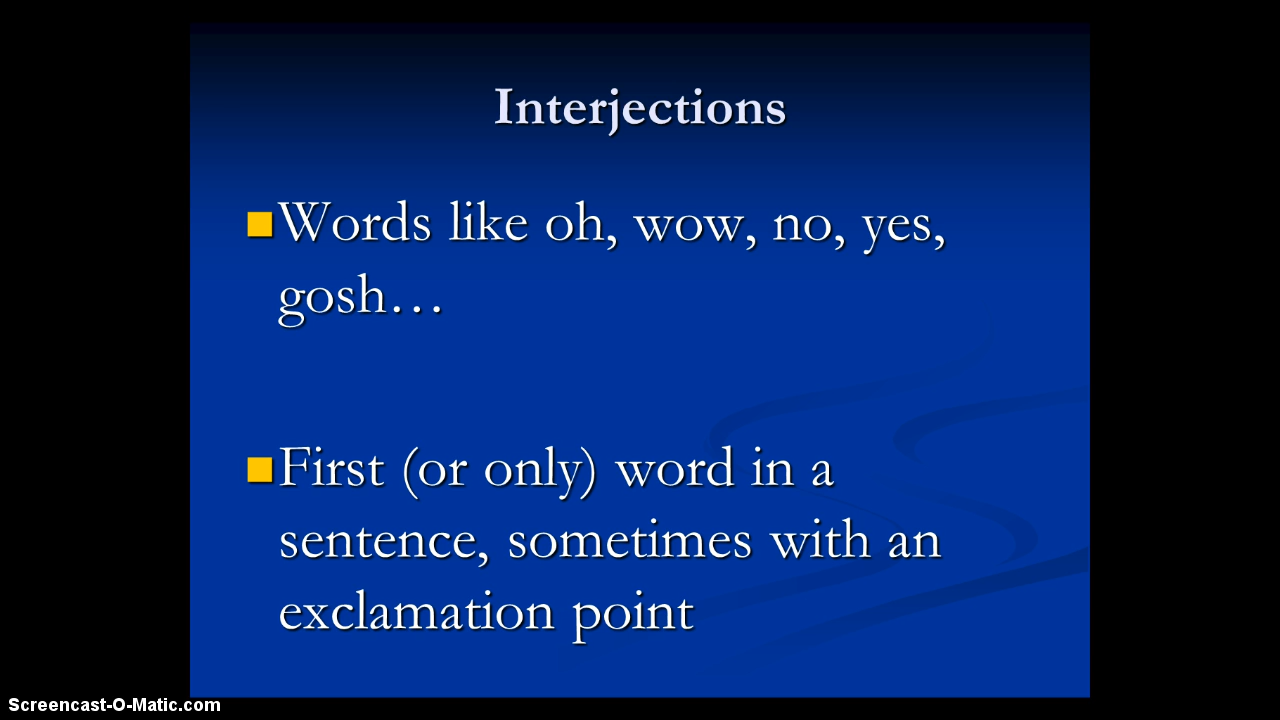 Interjections
Words like oh, wow, no, yes,
gosh…
First (or only) word in a
sentence, sometimes with an
exclamation point
Screencast-O-Matic.com